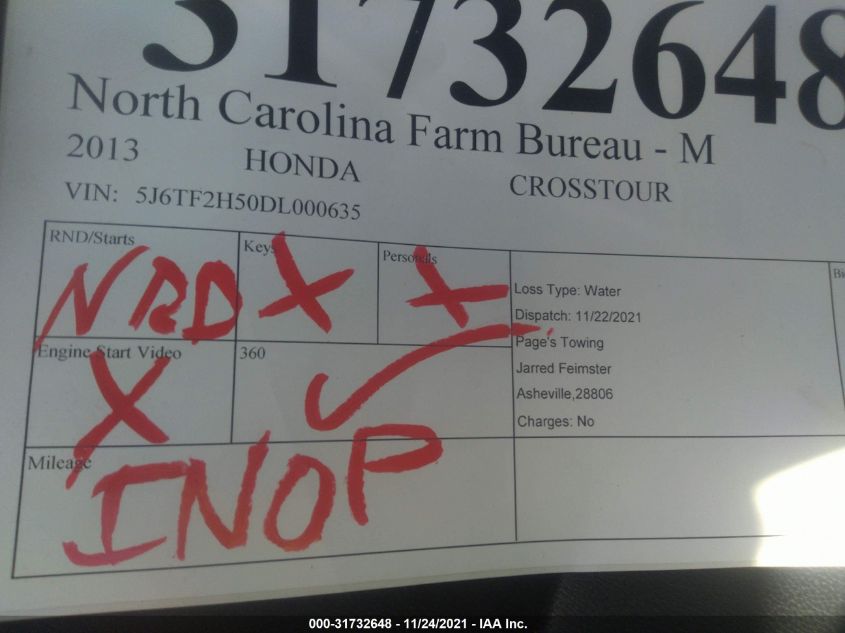 31732648
North Carolina Farm Bureau - M
2013 HONDA CROSSTOUR
VIN: 5J6TF2H50DL000635
RND/Starts Keys Personals
NRD X X
Loss Type: Water
Dispatch: 11/22/2021
Page's Towing
Jarred Feimster
Asheville,28806
Charges: No
Engine Start Video 360
X ✓
Mileage
INOP
000-31732648 - 11/24/2021 - IAA Inc.